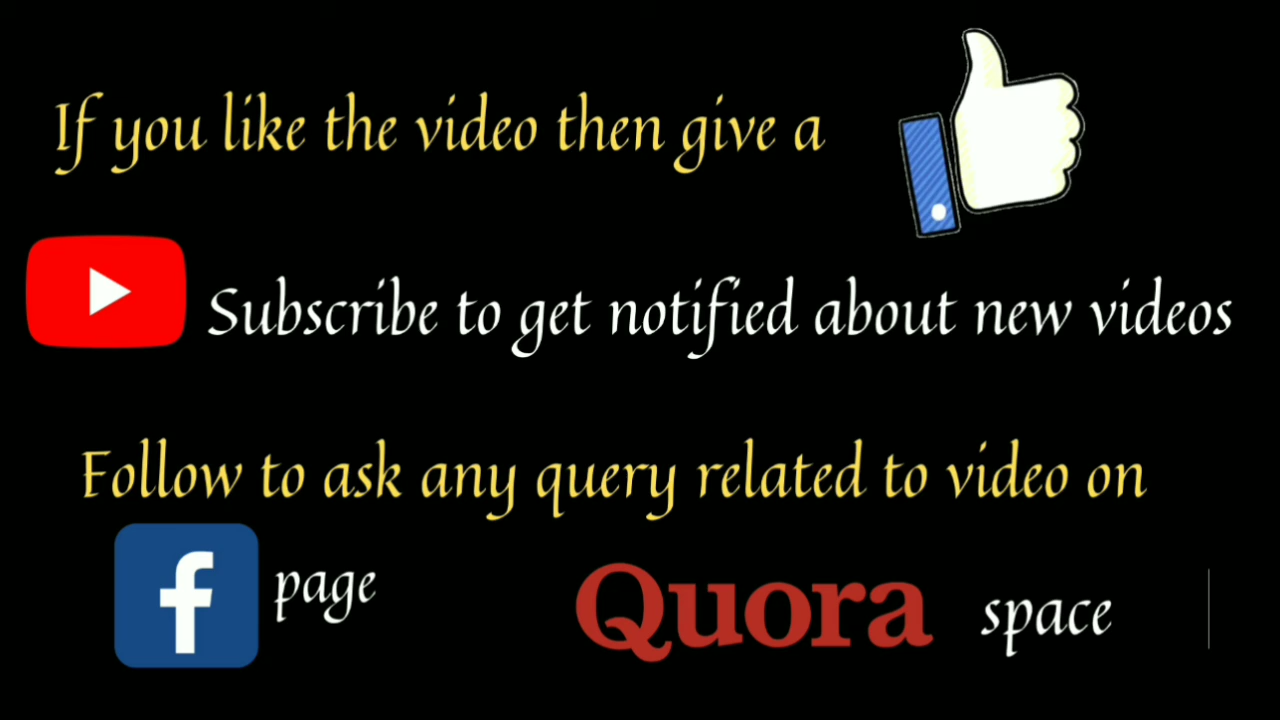 If you like the video then give a
Subscribe to get notified about new videos
Follow to ask any query related to video on
f page Quora space